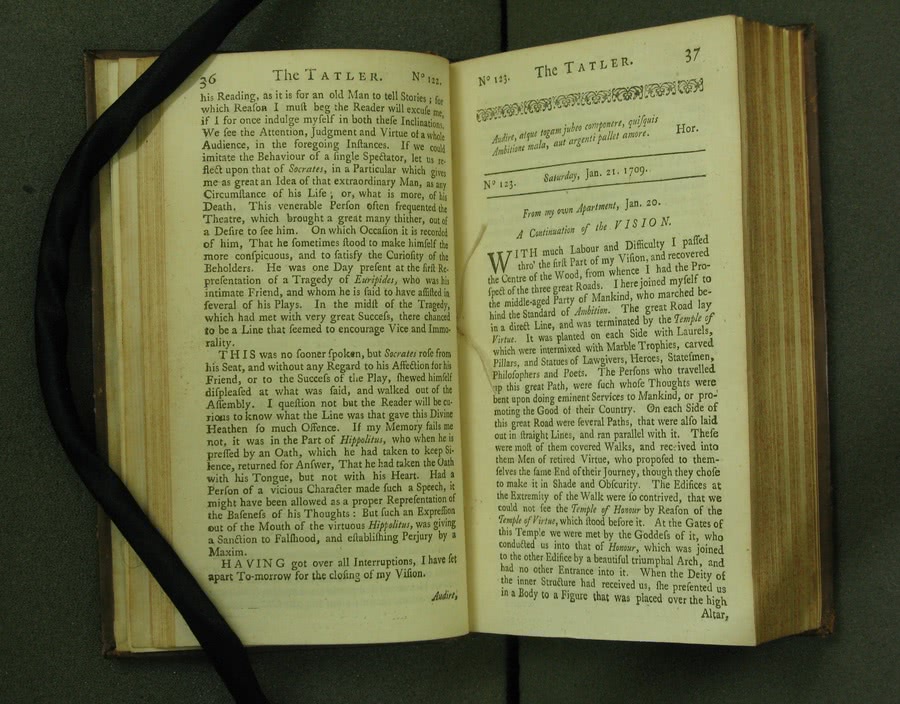 36 The TATLER. No 122.
his Reading, as it is for an old Man to tell Stories; for
which Reaſon I muſt beg the Reader will excuſe me,
if I for once indulge myſelf in both theſe Inclinations.
We ſee the Attention, Judgment and Virtue of a whole
Audience, in the foregoing Inſtances. If we could
imitate the Behaviour of a ſingle Spectator, let us re-
flect upon that of Socrates, in a Particular which gives
me as great an Idea of that extraordinary Man, as any
Circumſtance of his Life; or, what is more, of his
Death. This venerable Perſon often frequented the
Theatre, which brought a great many thither, out of
a Deſire to ſee him. On which Occaſion it is recorded
of him, That he ſometimes ſtood to make himſelf the
more conſpicuous, and to ſatisfy the Curioſity of the
Beholders. He was one Day preſent at the firſt Re-
preſentation of a Tragedy of Euripides, who was his
intimate Friend, and whom he is ſaid to have aſſiſted in
ſeveral of his Plays. In the midſt of the Tragedy,
which had met with very great Succeſs, there chanced
to be a Line that ſeemed to encourage Vice and Immo-
rality.
THIS was no ſooner ſpoken, but Socrates roſe from
his Seat, and without any Regard to his Affection for his
Friend, or to the Succeſs of the Play, ſhewed himſelf
diſpleaſed at what was ſaid, and walked out of the
Aſſembly. I queſtion not but the Reader will be cu-
rious to know what the Line was that gave this Divine
Heathen ſo much Offence. If my Memory fails me
not, it was in the Part of Hippolitus, who when he is
preſſed by an Oath, which he had taken to keep Si-
lence, returned for Anſwer, That he had taken the Oath
with his Tongue, but not with his Heart. Had a
Perſon of a vicious Character made ſuch a Speech, it
might have been allowed as a proper Repreſentation of
the Baſeneſs of his Thoughts: But ſuch an Expreſſion
out of the Mouth of the virtuous Hippolitus, was giving
a Sanction to Falſhood, and eſtabliſhing Perjury by a
Maxim.
HAVING got over all Interruptions, I have ſet
apart To-morrow for the cloſing of my Viſion.
Audire,
No 123. The TATLER. 37
Audire, atque togam jubeo componere, quiſquis
Ambitione mala, aut argenti pallet amore. Hor.
No 123. Saturday, Jan. 21. 1709.
From my own Apartment, Jan. 20.
A Continuation of the VISION.
WITH much Labour and Difficulty I paſſed
thro' the firſt Part of my Viſion, and recovered
the Centre of the Wood, from whence I had the Pro-
ſpect of the three great Roads. I here joined myſelf to
the middle-aged Party of Mankind, who marched be-
hind the Standard of Ambition. The great Road lay
in a direct Line, and was terminated by the Temple of
Virtue. It was planted on each Side with Laurels,
which were intermixed with Marble Trophies, carved
Pillars, and Statues of Lawgivers, Heroes, Stateſmen,
Philoſophers and Poets. The Perſons who travelled
up this great Path, were ſuch whoſe Thoughts were
bent upon doing eminent Services to Mankind, or pro-
moting the Good of their Country. On each Side of
this great Road were ſeveral Paths, that were alſo laid
out in ſtraight Lines, and ran parallel with it. Theſe
were moſt of them covered Walks, and received into
them Men of retired Virtue, who propoſed to them-
ſelves the ſame End of their Journey, though they choſe
to make it in Shade and Obſcurity. The Edifices at
the Extremity of the Walk were ſo contrived, that we
could not ſee the Temple of Honour by Reaſon of the
Temple of Virtue, which ſtood before it. At the Gates of
this Temple we were met by the Goddeſs of it, who
conducted us into that of Honour, which was joined
to the other Edifice by a beautiful triumphal Arch, and
had no other Entrance into it. When the Deity of
the inner Structure had received us, ſhe preſented us
in a Body to a Figure that was placed over the high
Altar,